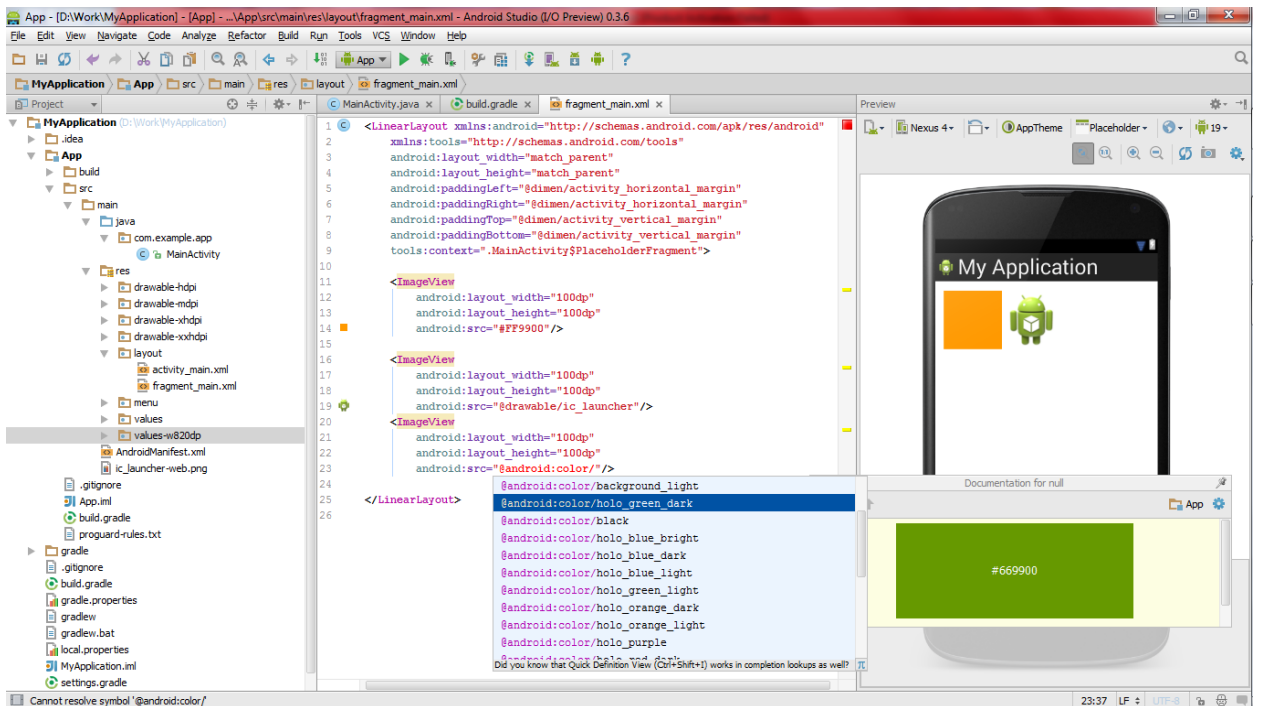 App - [D:\Work\MyApplication] - [App] - ...\App\src\main\res\layout\fragment_main.xml - Android Studio (I/O Preview) 0.3.6
File Edit View Navigate Code Analyze Refactor Build Run Tools VCS Window Help
App
MyApplication App src main res layout fragment_main.xml
Project
MainActivity.java build.gradle fragment_main.xml
Preview
MyApplication (D:\Work\MyApplication)
.idea
App
build
src
main
java
com.example.app
MainActivity
res
drawable-hdpi
drawable-mdpi
drawable-xhdpi
drawable-xxhdpi
layout
activity_main.xml
fragment_main.xml
menu
values
values-w820dp
AndroidManifest.xml
ic_launcher-web.png
.gitignore
App.iml
build.gradle
proguard-rules.txt
gradle
.gitignore
build.gradle
gradle.properties
gradlew
gradlew.bat
local.properties
MyApplication.iml
settings.gradle
1 <LinearLayout xmlns:android="http://schemas.android.com/apk/res/android"
2 xmlns:tools="http://schemas.android.com/tools"
3 android:layout_width="match_parent"
4 android:layout_height="match_parent"
5 android:paddingLeft="@dimen/activity_horizontal_margin"
6 android:paddingRight="@dimen/activity_horizontal_margin"
7 android:paddingTop="@dimen/activity_vertical_margin"
8 android:paddingBottom="@dimen/activity_vertical_margin"
9 tools:context=".MainActivity$PlaceholderFragment">
10
11 <ImageView
12 android:layout_width="100dp"
13 android:layout_height="100dp"
14 android:src="#FF9900"/>
15
16 <ImageView
17 android:layout_width="100dp"
18 android:layout_height="100dp"
19 android:src="@drawable/ic_launcher"/>
20 <ImageView
21 android:layout_width="100dp"
22 android:layout_height="100dp"
23 android:src="@android:color/"/>
24
25 </LinearLayout>
26
@android:color/background_light
@android:color/holo_green_dark
@android:color/black
@android:color/holo_blue_bright
@android:color/holo_blue_dark
@android:color/holo_blue_light
@android:color/holo_green_light
@android:color/holo_orange_dark
@android:color/holo_orange_light
@android:color/holo_purple
@android:color/holo_red_dark
Did you know that Quick Definition View (Ctrl+Shift+I) works in completion lookups as well? π
Nexus 4 AppTheme Placeholder 19
1:1
My Application
Documentation for null
App
#669900
Cannot resolve symbol '@android:color/'
23:37 LF UTF-8